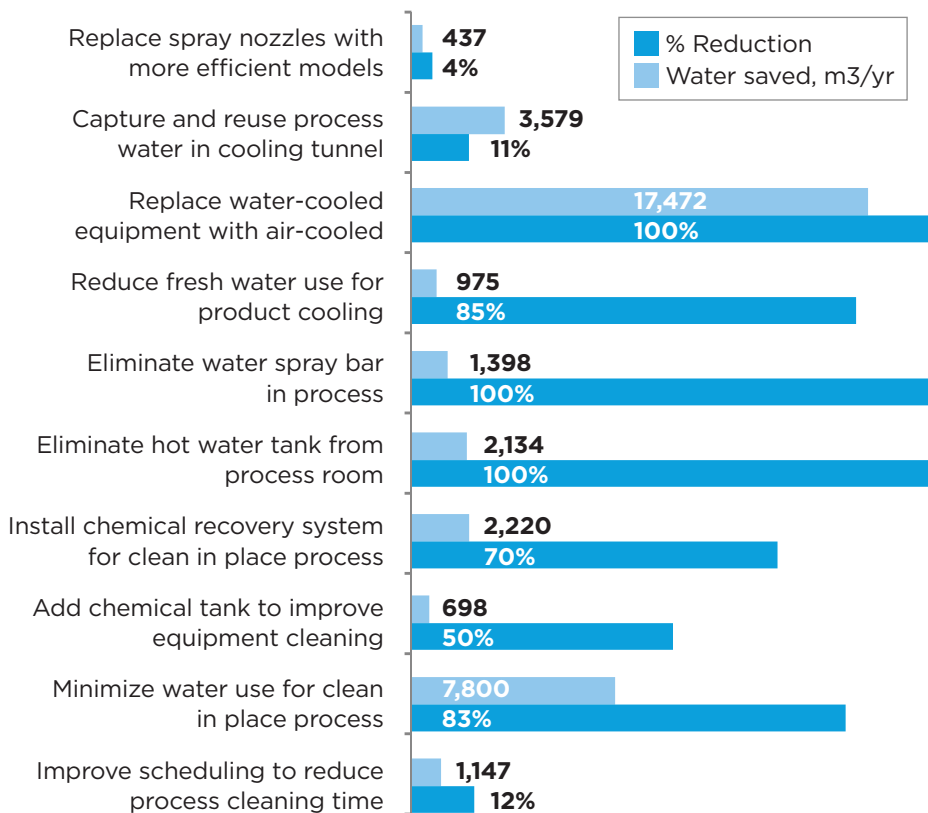 Replace spray nozzles with
more efficient models
437
4%
% Reduction
Water saved, m3/yr
Capture and reuse process
water in cooling tunnel
3,579
11%
Replace water-cooled
equipment with air-cooled
17,472
100%
Reduce fresh water use for
product cooling
975
85%
Eliminate water spray bar
in process
1,398
100%
Eliminate hot water tank from
process room
2,134
100%
Install chemical recovery system
for clean in place process
2,220
70%
Add chemical tank to improve
equipment cleaning
698
50%
Minimize water use for clean
in place process
7,800
83%
Improve scheduling to reduce
process cleaning time
1,147
12%